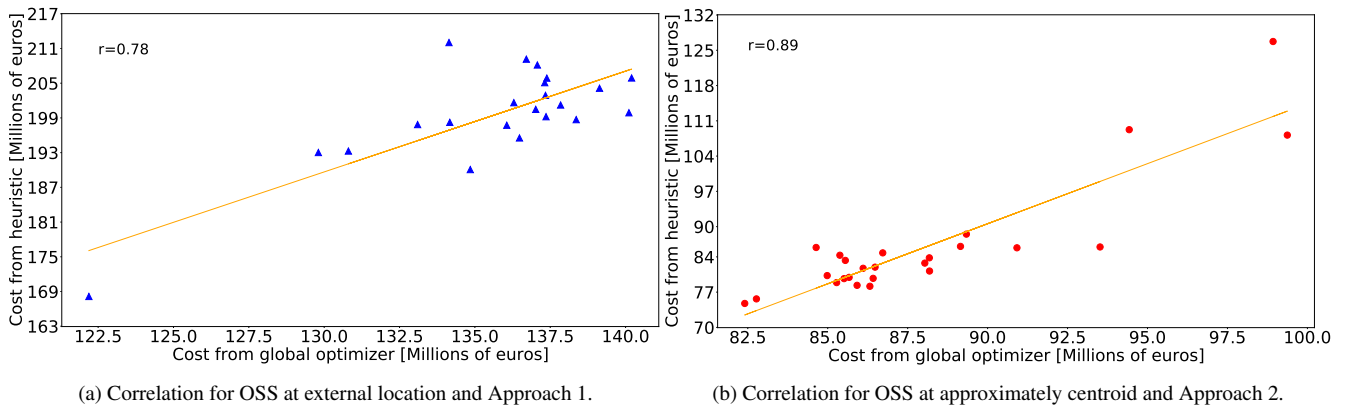 217
211
205
199
193
187
181
175
169
163
Cost from heuristic [Millions of euros]
r=0.78
122.5 125.0 127.5 130.0 132.5 135.0 137.5 140.0
Cost from global optimizer [Millions of euros]
(a) Correlation for OSS at external location and Approach 1.
132
125
118
111
104
97
90
84
77
70
Cost from heuristic [Millions of euros]
r=0.89
82.5 85.0 87.5 90.0 92.5 95.0 97.5 100.0
Cost from global optimizer [Millions of euros]
(b) Correlation for OSS at approximately centroid and Approach 2.